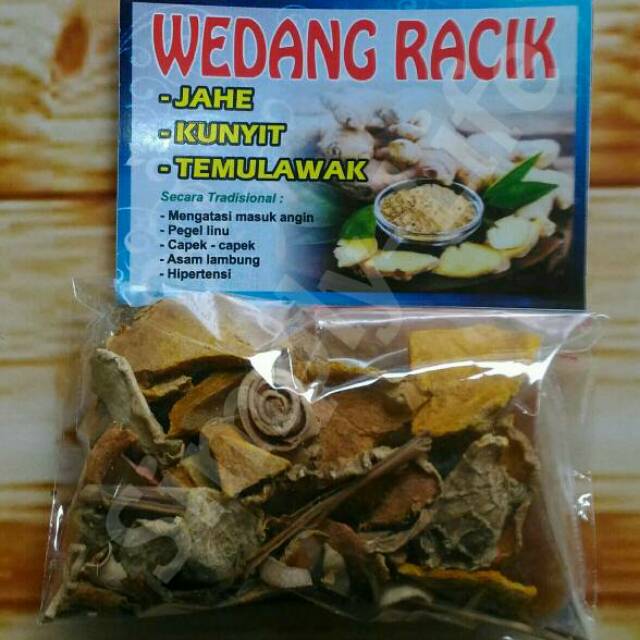 WEDANG RACIK
- JAHE
- KUNYIT
- TEMULAWAK
Secara Tradisional :
- Mengatasi masuk angin
- Pegel linu
- Capek - capek
- Asam lambung
- Hipertensi